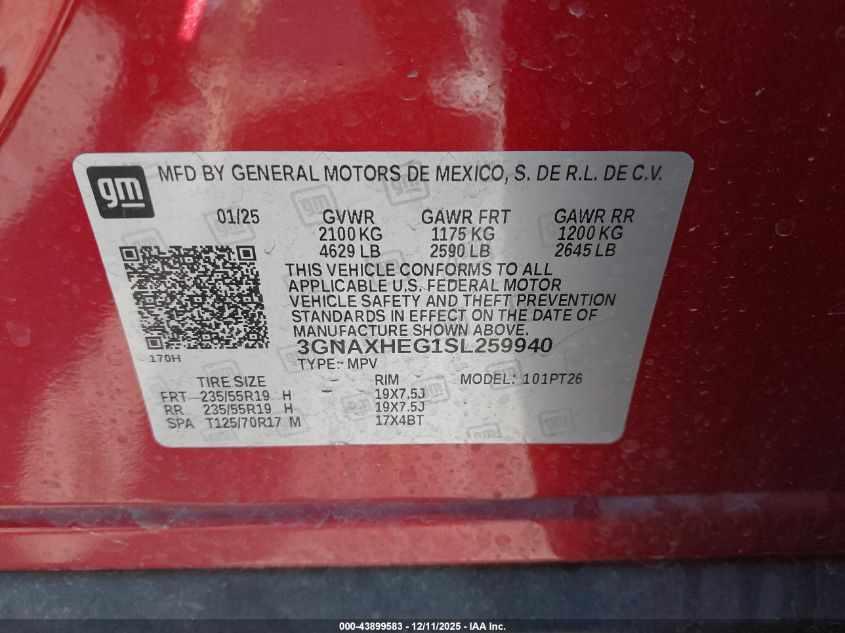 gm
MFD BY GENERAL MOTORS DE MEXICO, S. DE R.L. DE C.V.
01/25 GVWR GAWR FRT GAWR RR
2100 KG 1175 KG 1200 KG
4629 LB 2590 LB 2645 LB
THIS VEHICLE CONFORMS TO ALL
APPLICABLE U.S. FEDERAL MOTOR
VEHICLE SAFETY AND THEFT PREVENTION
STANDARDS IN EFFECT ON THE DATE OF
MANUFACTURE SHOWN ABOVE.
3GNAXHEG1SL259940
170H TYPE: MPV
TIRE SIZE RIM MODEL: 101PT26
FRT 235/55R19 H 19X7.5J
RR 235/55R19 H 19X7.5J
SPA T125/70R17 M 17X4BT
000-43899583 - 12/11/2025 - IAA Inc.